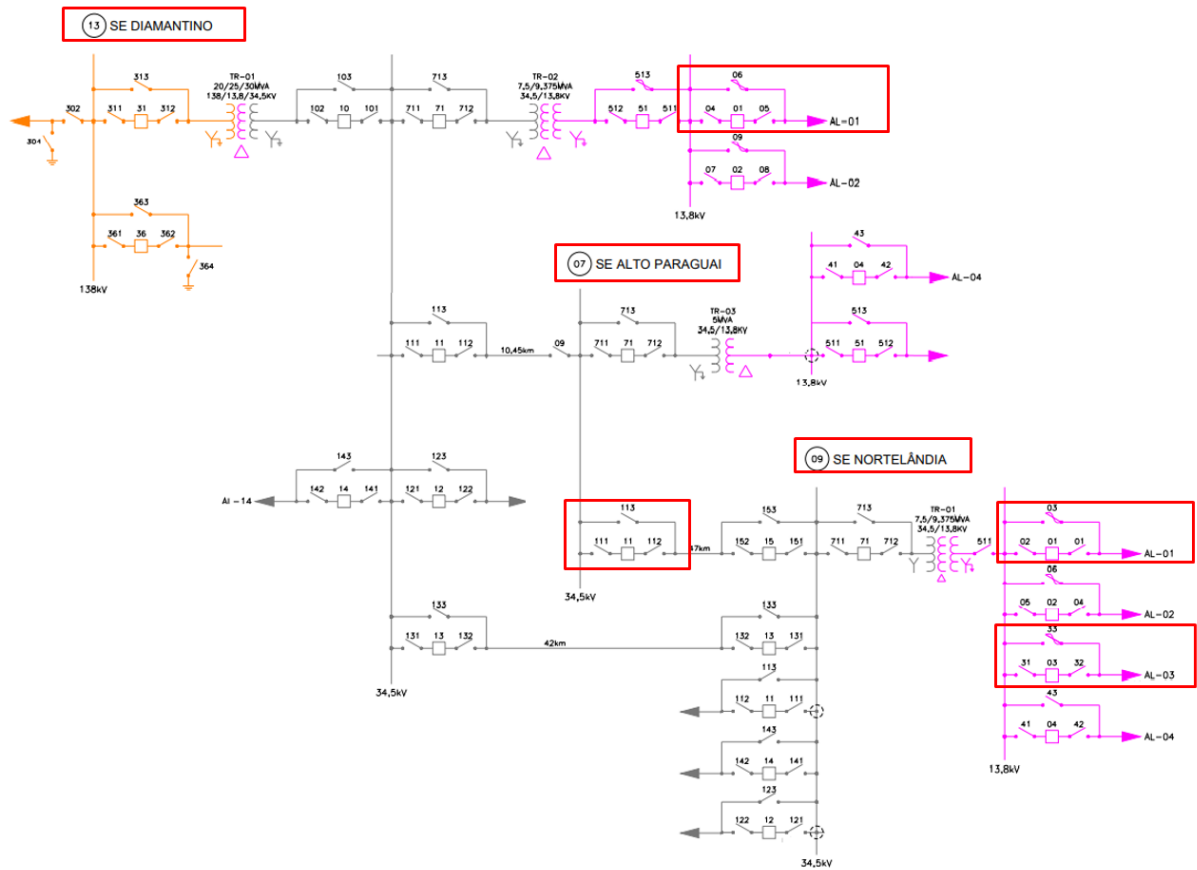 13 SE DIAMANTINO
313
302 311 31 312
304
TR-01
20/25/30MVA
138/13,8/34,5KV
103
102 10 101
713
711 71 712
TR-02
7,5/9,375MVA
34,5/13,8KV
513
512 51 511
06
04 01 05
AL-01
09
07 02 08
AL-02
13,8kV
363
361 36 362
364
138kV
07 SE ALTO PARAGUAI
113
111 11 112
10,45km
09
713
711 71 712
TR-03
5MVA
34,5/13,8KV
43
41 04 42
AL-04
513
511 51 512
13,8kV
143
142 14 141
AL-14
123
121 12 122
09 SE NORTELÂNDIA
113
111 11 112
47km
34,5kV
153
152 15 151
713
711 71 712
TR-01
7,5/9,375MVA
34,5/13,8KV
511
03
02 01 01
AL-01
06
05 02 04
AL-02
33
31 03 32
AL-03
43
41 04 42
AL-04
13,8kV
133
131 13 132
42km
34,5kV
133
132 13 131
113
112 11 111
143
142 14 141
123
122 12 121
34,5kV